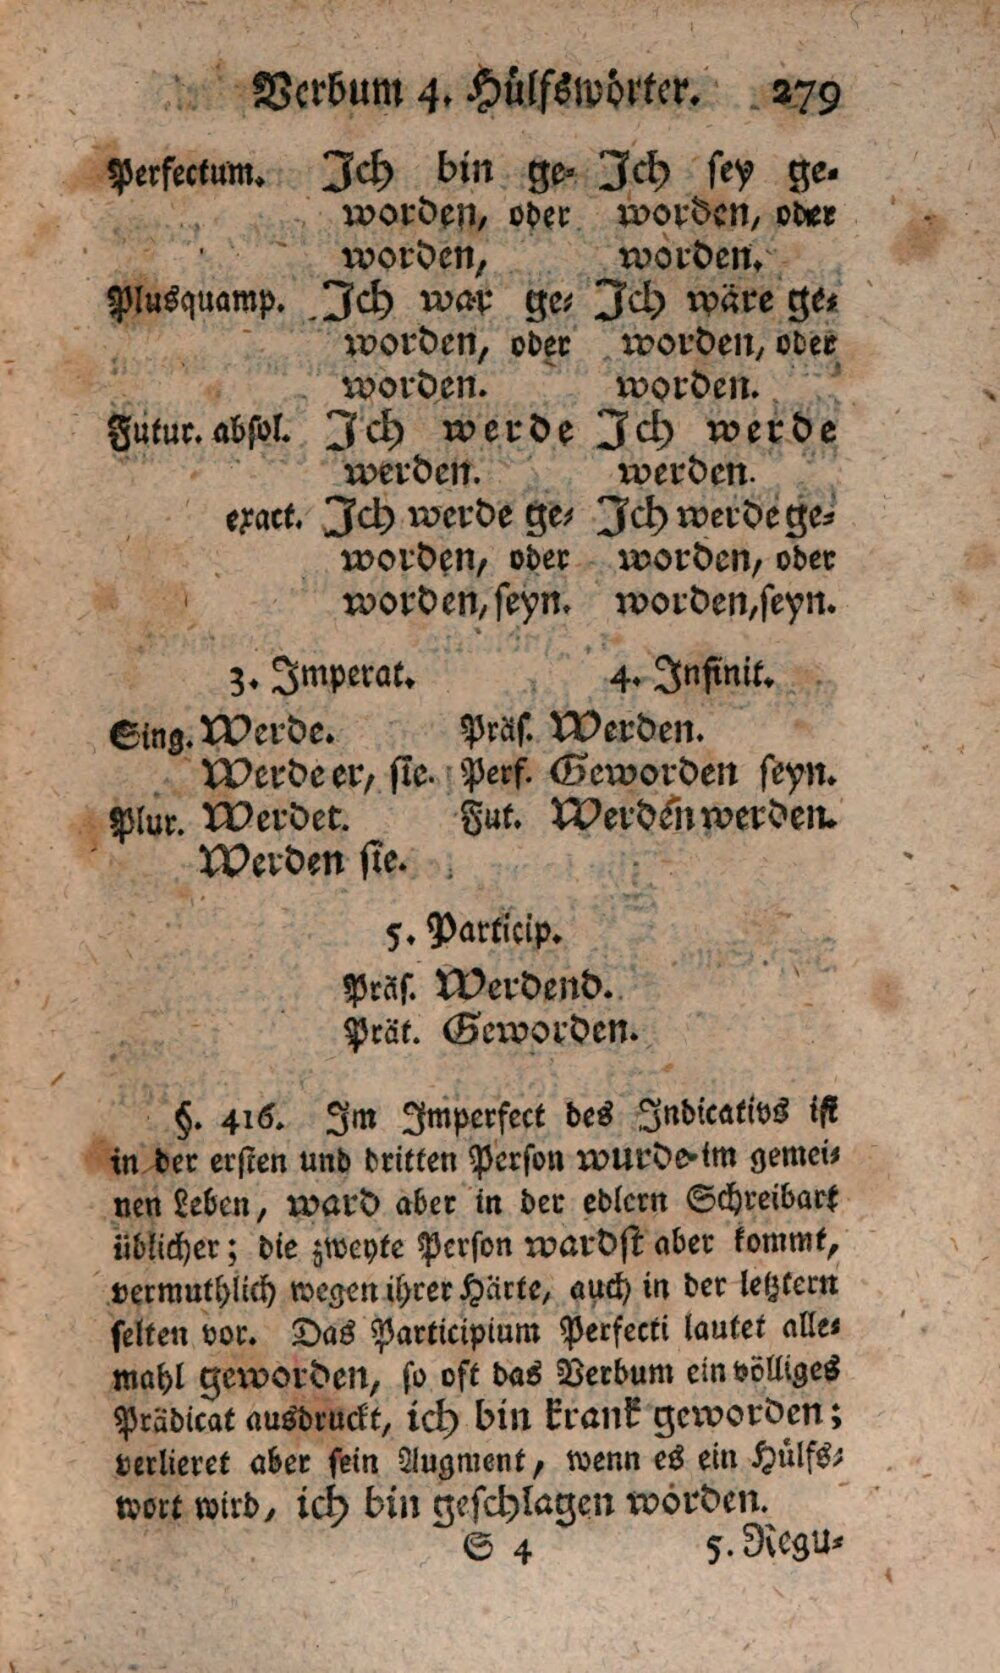 Verbum 4. Hülfswörter. 279
Perfectum. Ich bin ge- Ich sey ge-
worden, oder worden, oder
worden, worden.
Plusquamp. Ich war ge- Ich wäre ge-
worden, oder worden, oder
worden. worden.
Futur. absol. Ich werde Ich werde
werden. werden.
exact. Ich werde ge- Ich werde ge-
worden, oder worden, oder
worden, seyn. worden, seyn.
3. Imperat. 4. Infinit.
Sing. Werde. Präs. Werden.
Werde er, sie. Perf. Geworden seyn.
Plur. Werdet. Fut. Werden werden.
Werden sie.
5. Particip.
Präs. Werdend.
Prät. Geworden.
§. 416. Im Imperfect des Indicativs ist
in der ersten und dritten Person wurde im gemei-
nen Leben, ward aber in der edlern Schreibart
üblicher; die zweyte Person wardst aber kommt,
vermuthlich wegen ihrer Härte, auch in der letztern
selten vor. Das Participium Perfecti lautet alle-
mahl geworden, so oft das Verbum ein völliges
Prädicat ausdruckt, ich bin krank geworden;
verlieret aber sein Augment, wenn es ein Hülfs-
wort wird, ich bin geschlagen worden.
S 4 5. Regu-